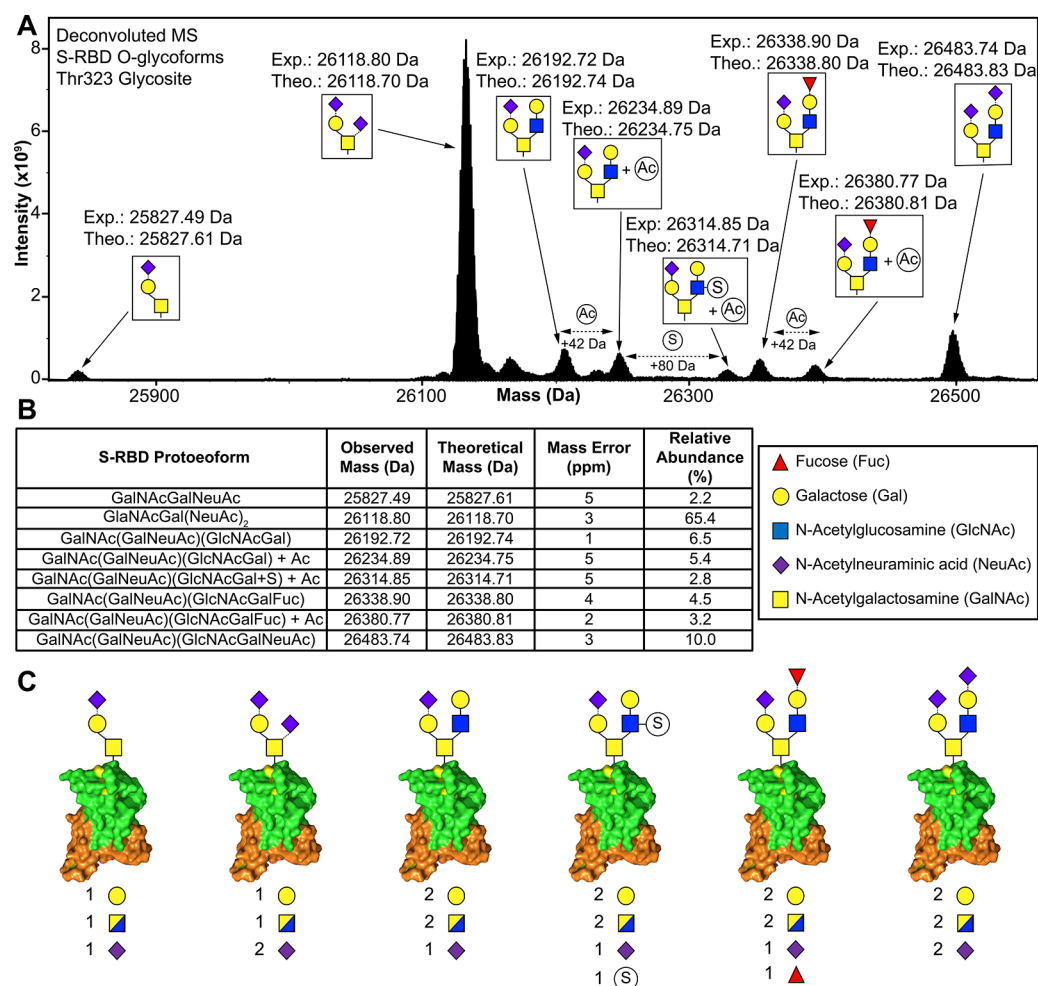 A
Deconvoluted MS
S-RBD O-glycoforms
Thr323 Glycosite
Exp.: 26118.80 Da
Theo.: 26118.70 Da
Exp.: 26192.72 Da
Theo.: 26192.74 Da
Exp.: 26234.89 Da
Theo.: 26234.75 Da
+ Ac
Exp.: 26338.90 Da
Theo.: 26338.80 Da
Exp.: 26483.74 Da
Theo.: 26483.83 Da
Exp.: 25827.49 Da
Theo.: 25827.61 Da
Exp: 26314.85 Da
Theo: 26314.71 Da
S
+ Ac
Exp.: 26380.77 Da
Theo.: 26380.81 Da
+ Ac
Ac
+42 Da
S
+80 Da
Ac
+42 Da
Intensity (x10⁹)
8
6
4
2
0
25900
26100
26300
26500
Mass (Da)
B
S-RBD Protoeoform
Observed Mass (Da)
Theoretical Mass (Da)
Mass Error (ppm)
Relative Abundance (%)
GalNAcGalNeuAc 25827.49 25827.61 5 2.2
GlaNAcGal(NeuAc)₂ 26118.80 26118.70 3 65.4
GalNAc(GalNeuAc)(GlcNAcGal) 26192.72 26192.74 1 6.5
GalNAc(GalNeuAc)(GlcNAcGal) + Ac 26234.89 26234.75 5 5.4
GalNAc(GalNeuAc)(GlcNAcGal+S) + Ac 26314.85 26314.71 5 2.8
GalNAc(GalNeuAc)(GlcNAcGalFuc) 26338.90 26338.80 4 4.5
GalNAc(GalNeuAc)(GlcNAcGalFuc) + Ac 26380.77 26380.81 2 3.2
GalNAc(GalNeuAc)(GlcNAcGalNeuAc) 26483.74 26483.83 3 10.0
Fucose (Fuc)
Galactose (Gal)
N-Acetylglucosamine (GlcNAc)
N-Acetylneuraminic acid (NeuAc)
N-Acetylgalactosamine (GalNAc)
C
S
1 1 2 2 2 2
1 1 2 2 2 2
1 2 1 1 1 2
1 S 1